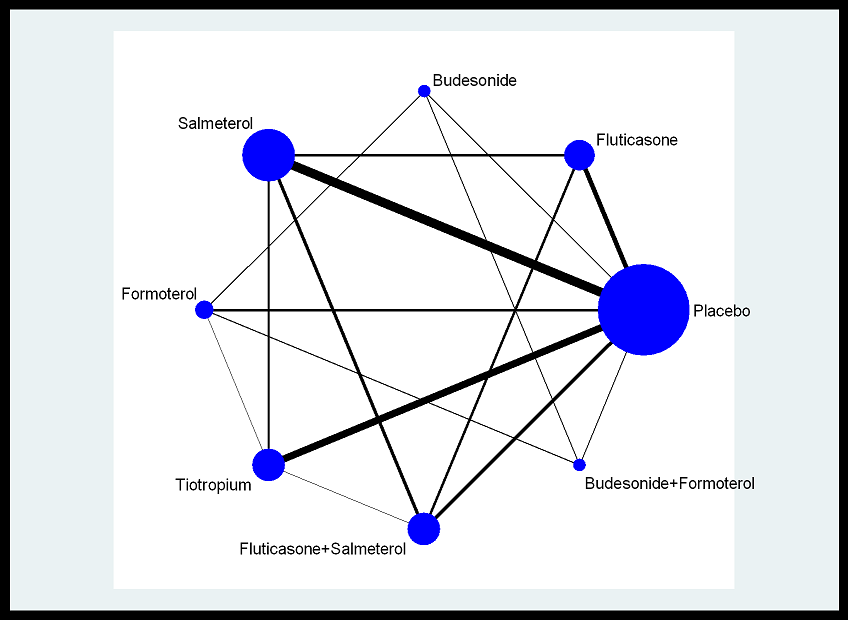 Budesonide
Salmeterol
Fluticasone
Formoterol
Placebo
Tiotropium
Budesonide+Formoterol
Fluticasone+Salmeterol